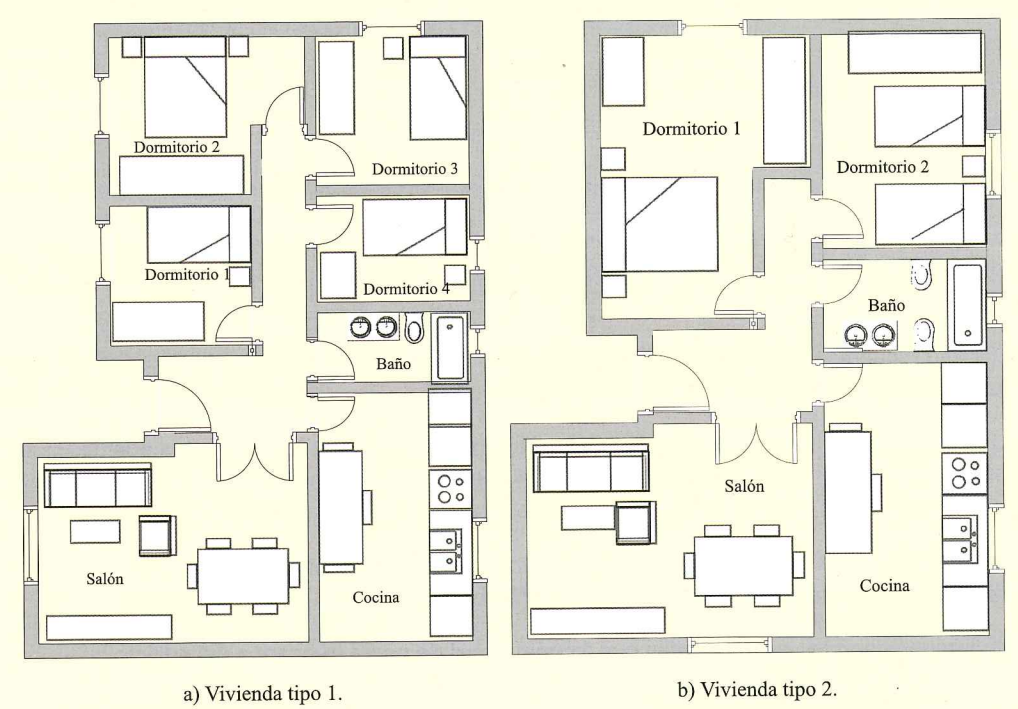 Dormitorio 2
Dormitorio 3
Dormitorio 1
Dormitorio 4
Baño
Salón
Cocina
a) Vivienda tipo 1.
Dormitorio 1
Dormitorio 2
Baño
Salón
Cocina
b) Vivienda tipo 2.